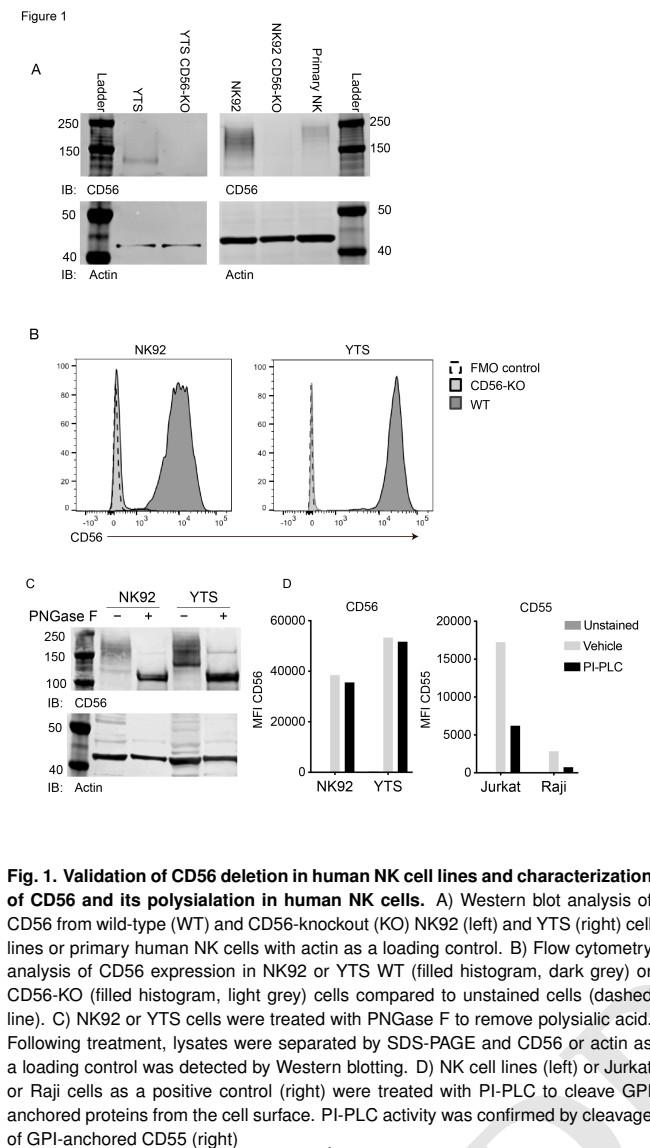 Figure 1
A
Ladder
YTS
YTS CD56-KO
NK92
NK92 CD56-KO
Primary NK
Ladder
250
150
250
150
IB: CD56
CD56
50
40
50
40
IB: Actin
Actin
B
NK92
YTS
100
80
60
40
20
0
-10³ 0 10³ 10⁴ 10⁵
100
80
60
40
20
0
-10³ 0 10³ 10⁴ 10⁵
CD56
FMO control
CD56-KO
WT
C
NK92 YTS
PNGase F – + – +
250
150
100
IB: CD56
50
40
IB: Actin
D
CD56
MFI CD56
60000
40000
20000
0
NK92 YTS
CD55
MFI CD55
20000
15000
10000
5000
0
Jurkat Raji
Unstained
Vehicle
PI-PLC
Fig. 1. Validation of CD56 deletion in human NK cell lines and characterization
of CD56 and its polysialation in human NK cells. A) Western blot analysis of
CD56 from wild-type (WT) and CD56-knockout (KO) NK92 (left) and YTS (right) cell
lines or primary human NK cells with actin as a loading control. B) Flow cytometry
analysis of CD56 expression in NK92 or YTS WT (filled histogram, dark grey) or
CD56-KO (filled histogram, light grey) cells compared to unstained cells (dashed
line). C) NK92 or YTS cells were treated with PNGase F to remove polysialic acid.
Following treatment, lysates were separated by SDS-PAGE and CD56 or actin as
a loading control was detected by Western blotting. D) NK cell lines (left) or Jurkat
or Raji cells as a positive control (right) were treated with PI-PLC to cleave GPI
anchored proteins from the cell surface. PI-PLC activity was confirmed by cleavage
of GPI-anchored CD55 (right)